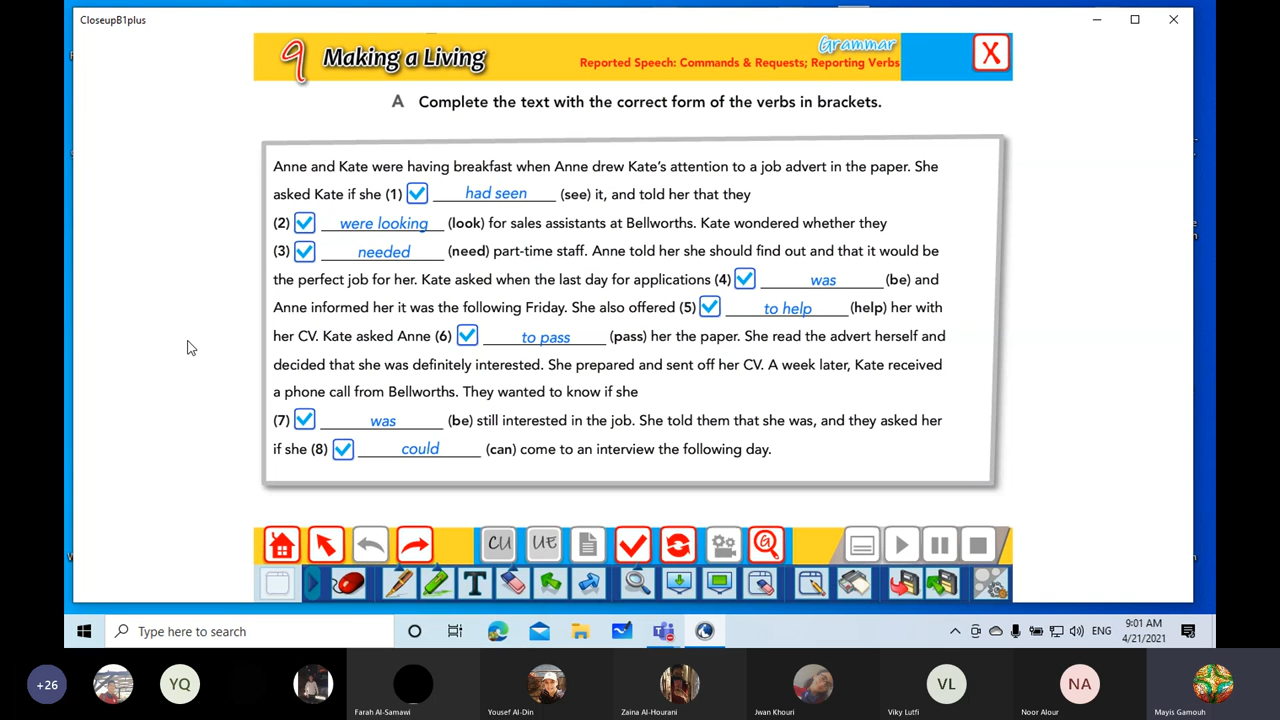 CloseupB1plus
9 Making a Living
Grammar
Reported Speech: Commands & Requests; Reporting Verbs
X
A Complete the text with the correct form of the verbs in brackets.
Anne and Kate were having breakfast when Anne drew Kate's attention to a job advert in the paper. She
asked Kate if she (1) had seen (see) it, and told her that they
(2) were looking (look) for sales assistants at Bellworths. Kate wondered whether they
(3) needed (need) part-time staff. Anne told her she should find out and that it would be
the perfect job for her. Kate asked when the last day for applications (4) was (be) and
Anne informed her it was the following Friday. She also offered (5) to help (help) her with
her CV. Kate asked Anne (6) to pass (pass) her the paper. She read the advert herself and
decided that she was definitely interested. She prepared and sent off her CV. A week later, Kate received
a phone call from Bellworths. They wanted to know if she
(7) was (be) still interested in the job. She told them that she was, and they asked her
if she (8) could (can) come to an interview the following day.
CU UE G
T
Type here to search
ENG
9:01 AM
4/21/2021
+26
YQ
VL
NA
Farah Al-Samawi
Yousef Al-Din
Zaina Al-Hourani
Jwan Khouri
Viky Lutfi
Noor Alour
Mayis Gamouh